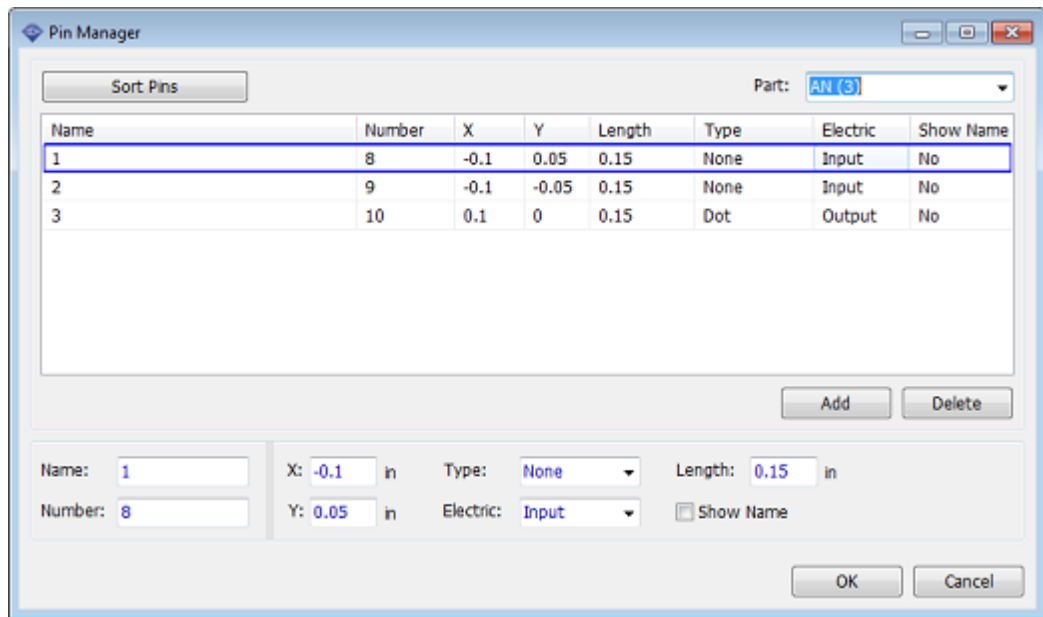 Pin Manager
Sort Pins Part: AN (3)
Name Number X Y Length Type Electric Show Name
1 8 -0.1 0.05 0.15 None Input No
2 9 -0.1 -0.05 0.15 None Input No
3 10 0.1 0 0.15 Dot Output No
Add Delete
Name: 1 X: -0.1 in Type: None Length: 0.15 in
Number: 8 Y: 0.05 in Electric: Input Show Name
OK Cancel